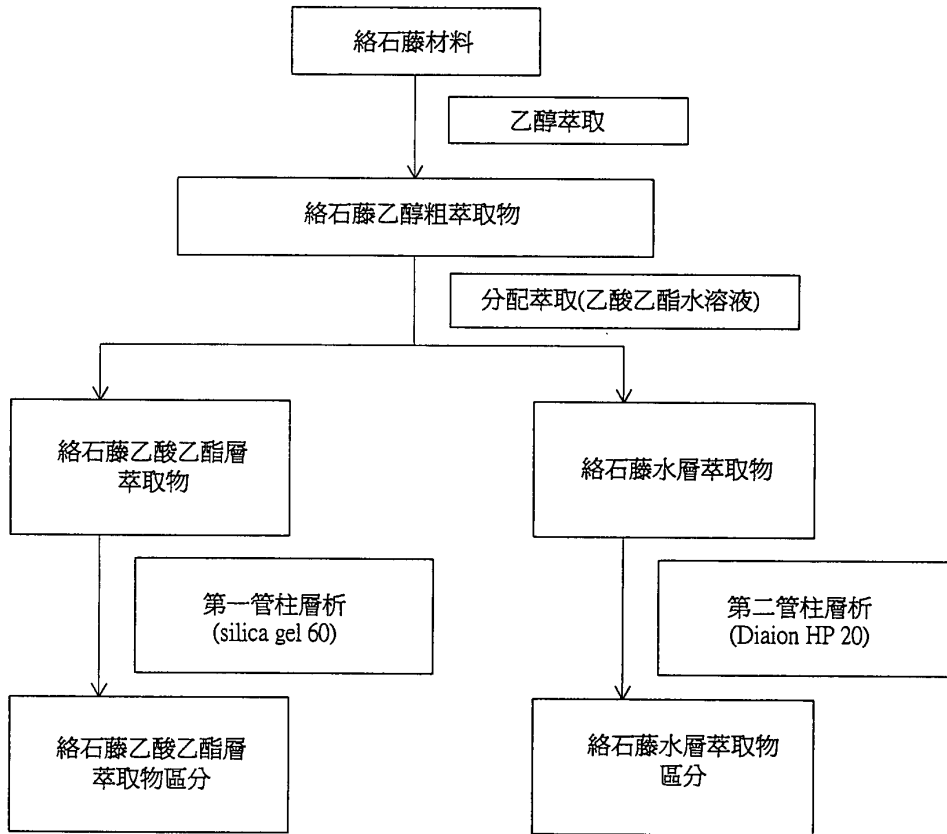 絡石藤材料
乙醇萃取
絡石藤乙醇粗萃取物
分配萃取(乙酸乙酯水溶液)
絡石藤乙酸乙酯層
萃取物
絡石藤水層萃取物
第一管柱層析
(silica gel 60)
第二管柱層析
(Diaion HP 20)
絡石藤乙酸乙酯層
萃取物區分
絡石藤水層萃取物
區分